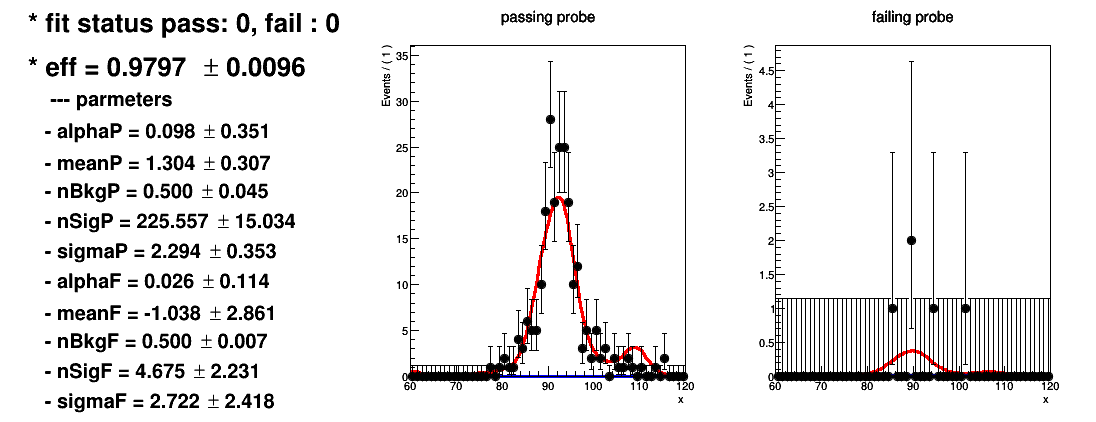 * fit status pass: 0, fail : 0
* eff = 0.9797 ± 0.0096
--- parmeters
- alphaP = 0.098 ± 0.351
- meanP = 1.304 ± 0.307
- nBkgP = 0.500 ± 0.045
- nSigP = 225.557 ± 15.034
- sigmaP = 2.294 ± 0.353
- alphaF = 0.026 ± 0.114
- meanF = -1.038 ± 2.861
- nBkgF = 0.500 ± 0.007
- nSigF = 4.675 ± 2.231
- sigmaF = 2.722 ± 2.418
passing probe
Events / ( 1 )
35
30
25
20
15
10
5
0
60 70 80 90 100 110 120
x
failing probe
Events / ( 1 )
4.5
4
3.5
3
2.5
2
1.5
1
0.5
0
60 70 80 90 100 110 120
x